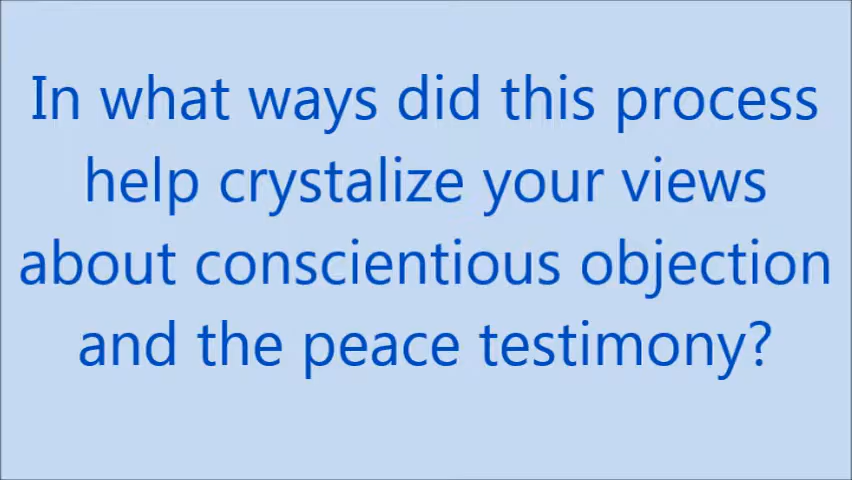 In what ways did this process
help crystalize your views
about conscientious objection
and the peace testimony?